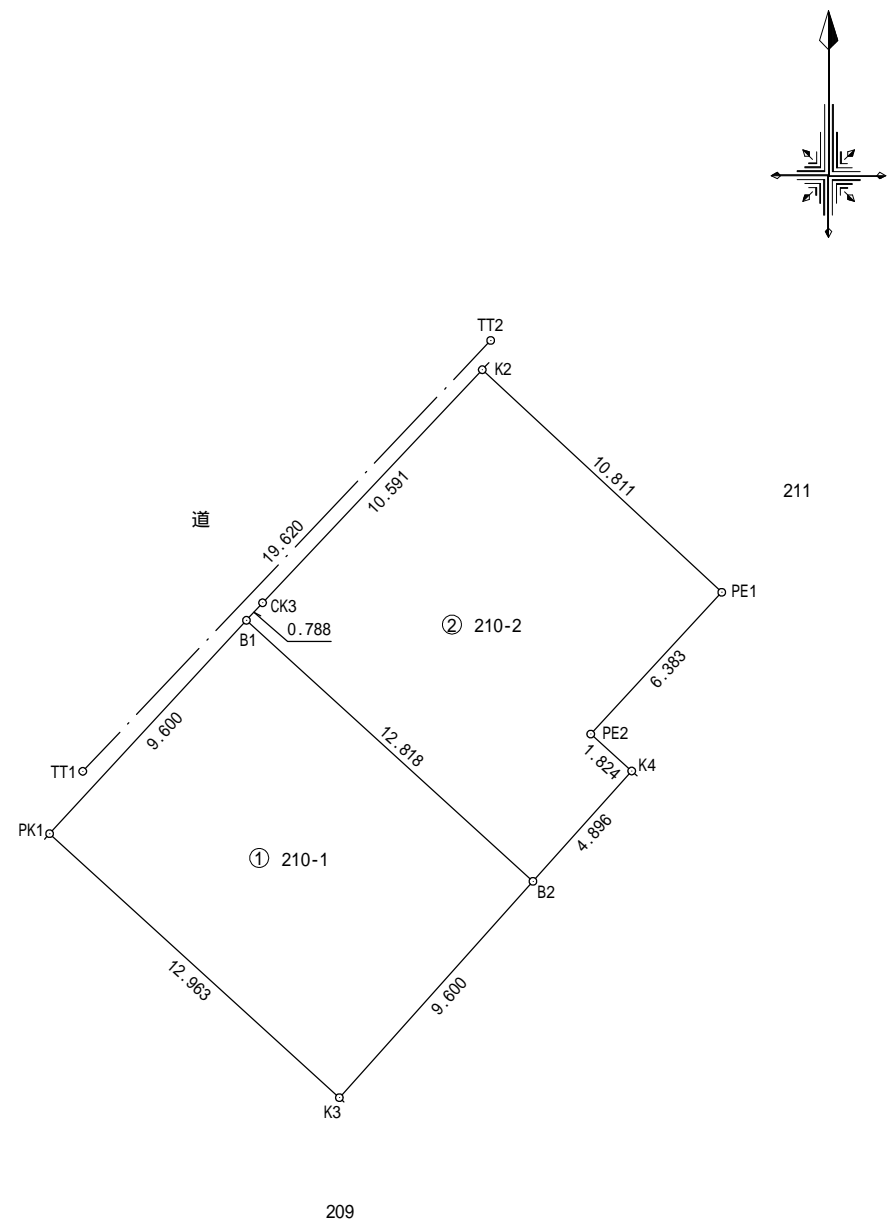 TT2
K2
10.811
211
10.591
道
19.620
CK3
PE1
0.788
② 210-2
B1
6.383
9.600
PE2
12.818
1.824
K4
TT1
4.896
PK1
① 210-1
B2
12.963
9.600
K3
209